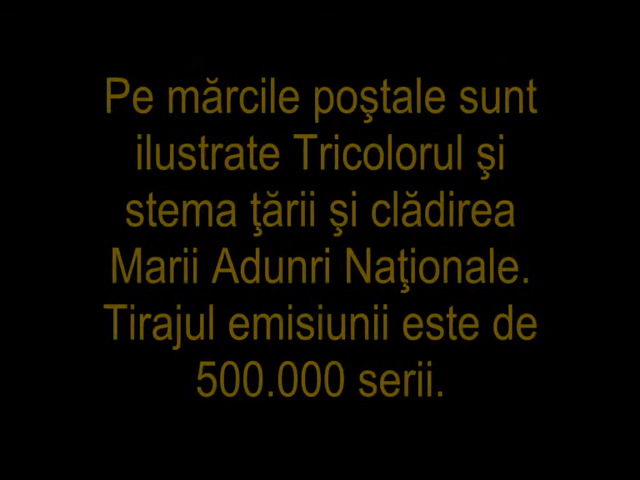 Pe mărcile poştale sunt
ilustrate Tricolorul şi
stema ţării şi clădirea
Marii Adunri Naţionale.
Tirajul emisiunii este de
500.000 serii.